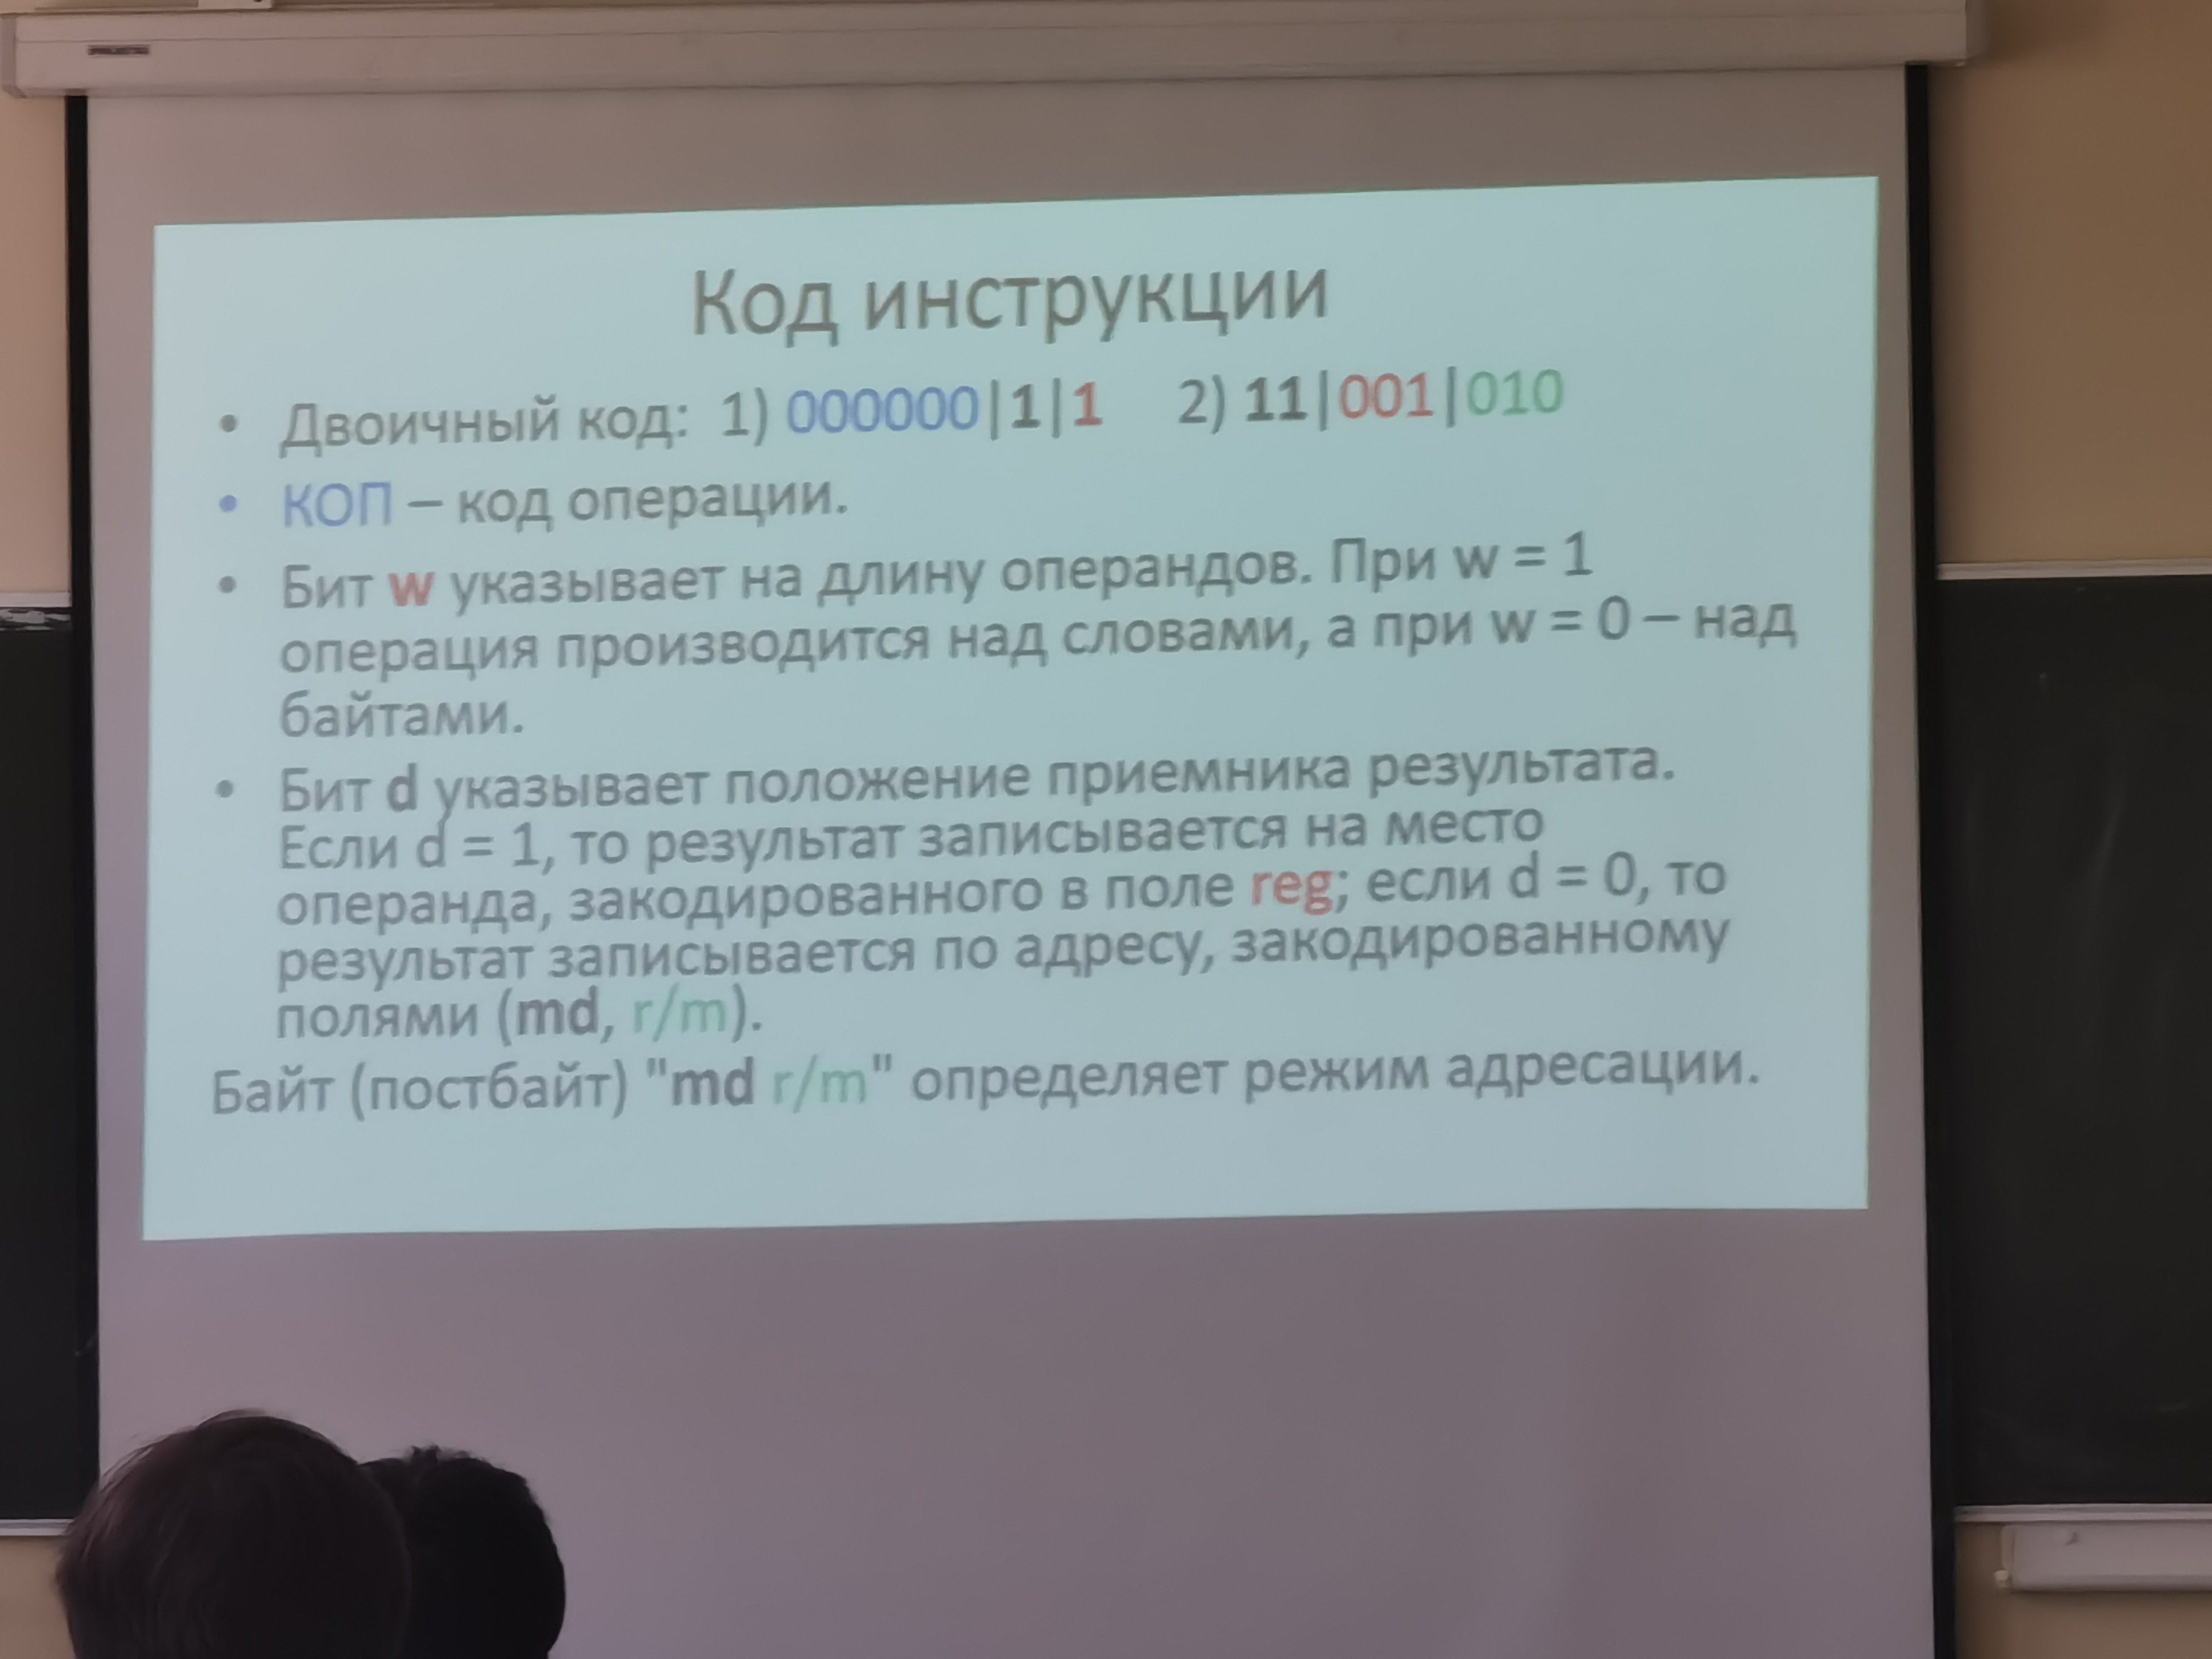 Код инструкции
• Двоичный код: 1) 000000|1|1 2) 11|001|010
• КОП – код операции.
• Бит w указывает на длину операндов. При w = 1
операция производится над словами, а при w = 0 – над
байтами.
• Бит d указывает положение приемника результата.
Если d = 1, то результат записывается на место
операнда, закодированного в поле reg; если d = 0, то
результат записывается по адресу, закодированному
полями (md, r/m).
Байт (постбайт) "md r/m" определяет режим адресации.